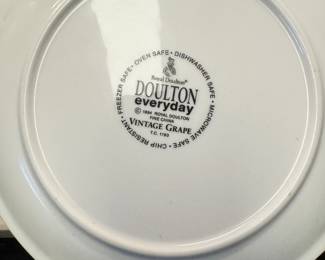 FREEZER SAFE • OVEN SAFE • DISHWASHER SAFE • MICROWAVE SAFE • CHIP RESISTANT •
Royal Doulton®
DOULTON
everyday
© 1994 ROYAL DOULTON
FINE CHINA
VINTAGE GRAPE
T.C. 1193